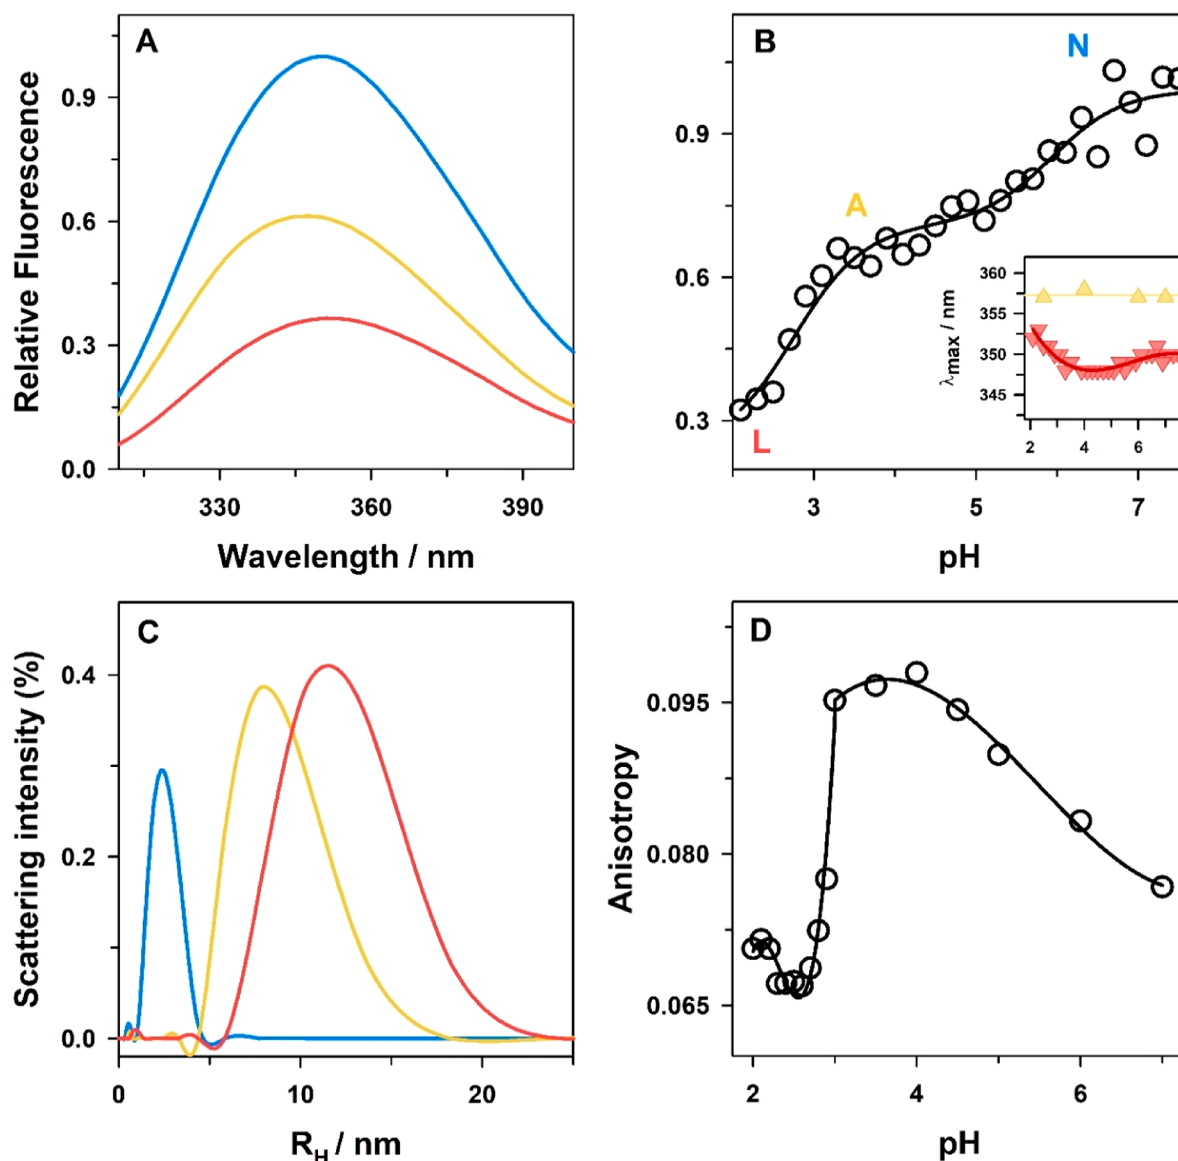 A
Relative Fluorescence
0.9
0.6
0.3
0.0
330
360
390
Wavelength / nm
B
N
A
L
0.9
0.6
0.3
3
5
7
pH
λmax / nm
360
355
350
345
2
4
6
C
Scattering intensity (%)
0.4
0.2
0.0
0
10
20
RH / nm
D
Anisotropy
0.095
0.080
0.065
2
4
6
pH